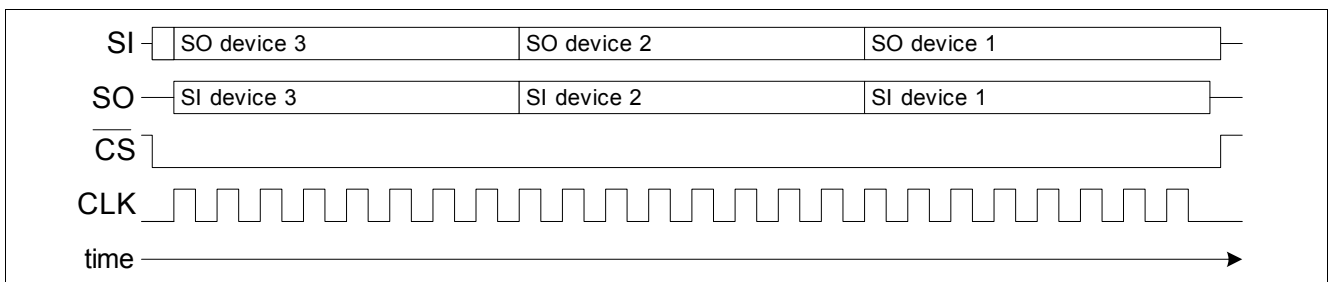 SI SO device 3 SO device 2 SO device 1
SO SI device 3 SI device 2 SI device 1
CS
CLK
time